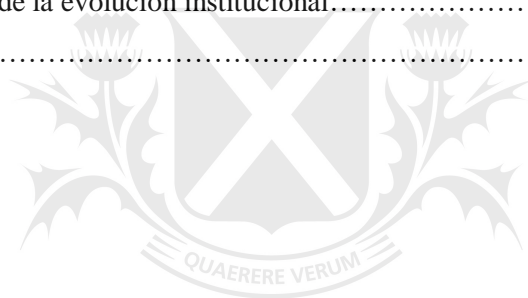 de la evolución institucional…………………
…………………………………………………
QUAERERE VERUM